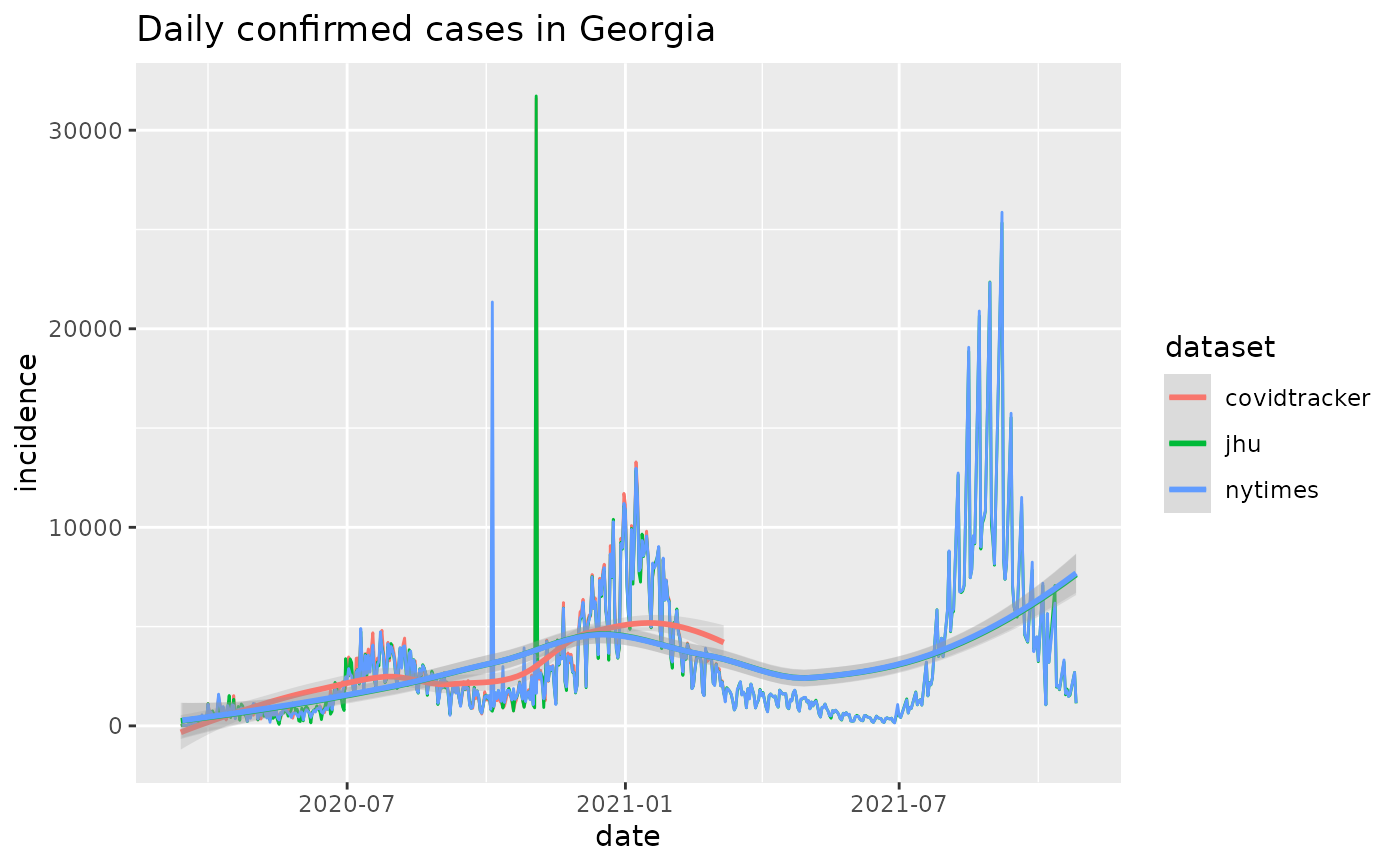 Daily confirmed cases in Georgia
incidence
30000
20000
10000
0
2020-07
2021-01
2021-07
date
dataset
covidtracker
jhu
nytimes